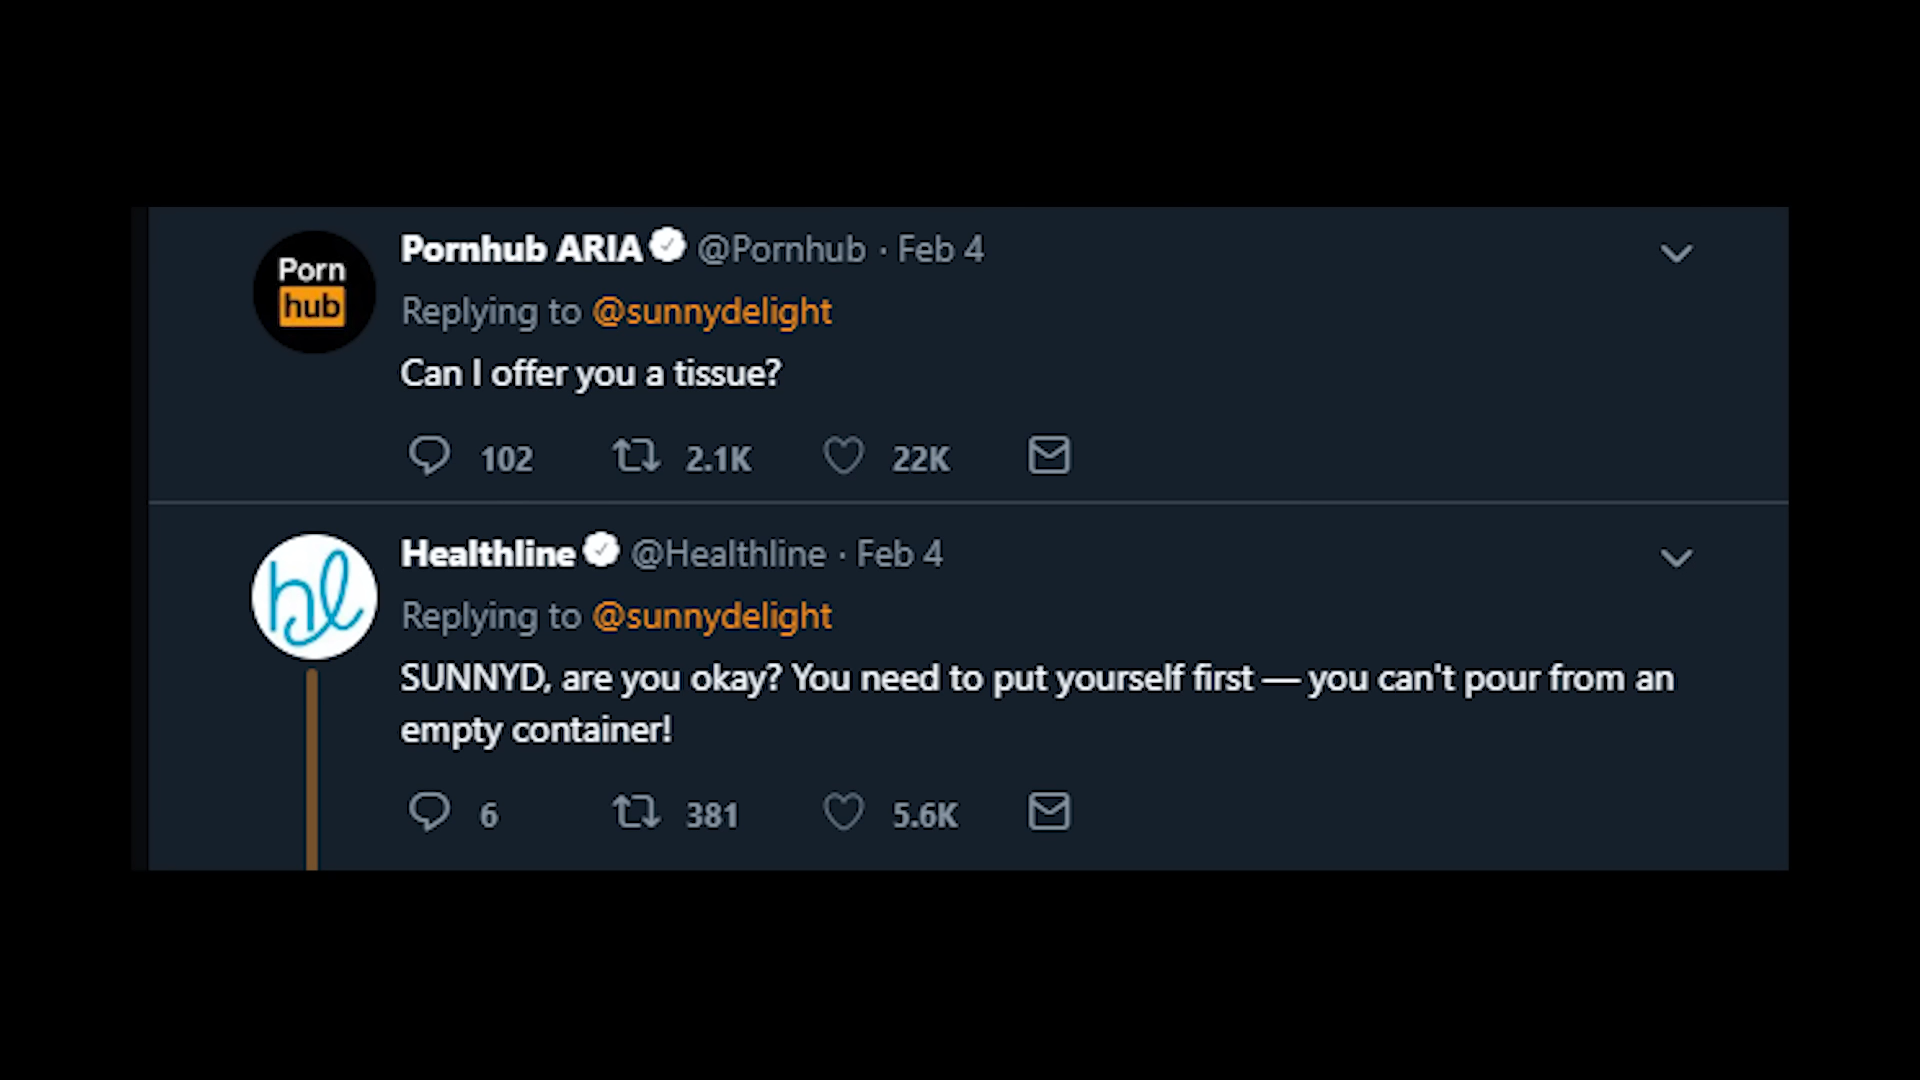 Porn
hub
Pornhub ARIA @Pornhub · Feb 4
Replying to @sunnydelight
Can I offer you a tissue?
102 2.1K 22K
hl
Healthline @Healthline · Feb 4
Replying to @sunnydelight
SUNNYD, are you okay? You need to put yourself first — you can't pour from an
empty container!
6 381 5.6K